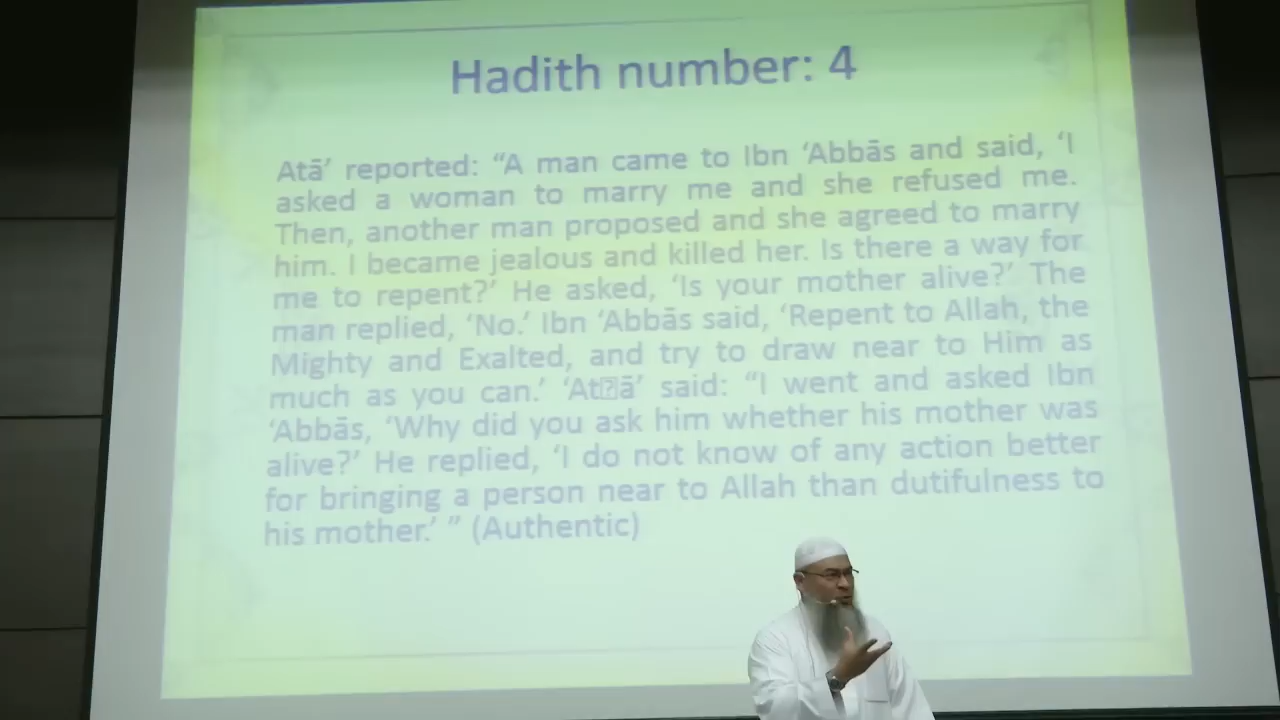 Hadith number: 4
Atā’ reported: “A man came to Ibn ‘Abbās and said, ‘I
asked a woman to marry me and she refused me.
Then, another man proposed and she agreed to marry
him. I became jealous and killed her. Is there a way for
me to repent?’ He asked, ‘Is your mother alive?’ The
man replied, ‘No.’ Ibn ‘Abbās said, ‘Repent to Allah, the
Mighty and Exalted, and try to draw near to Him as
much as you can.’ ‘At⍰ā’ said: “I went and asked Ibn
‘Abbās, ‘Why did you ask him whether his mother was
alive?’ He replied, ‘I do not know of any action better
for bringing a person near to Allah than dutifulness to
his mother.’ ” (Authentic)